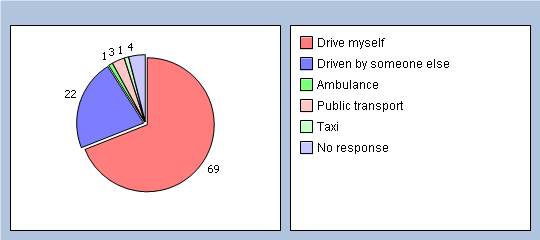 1 3 1 4
22
69
Drive myself
Driven by someone else
Ambulance
Public transport
Taxi
No response